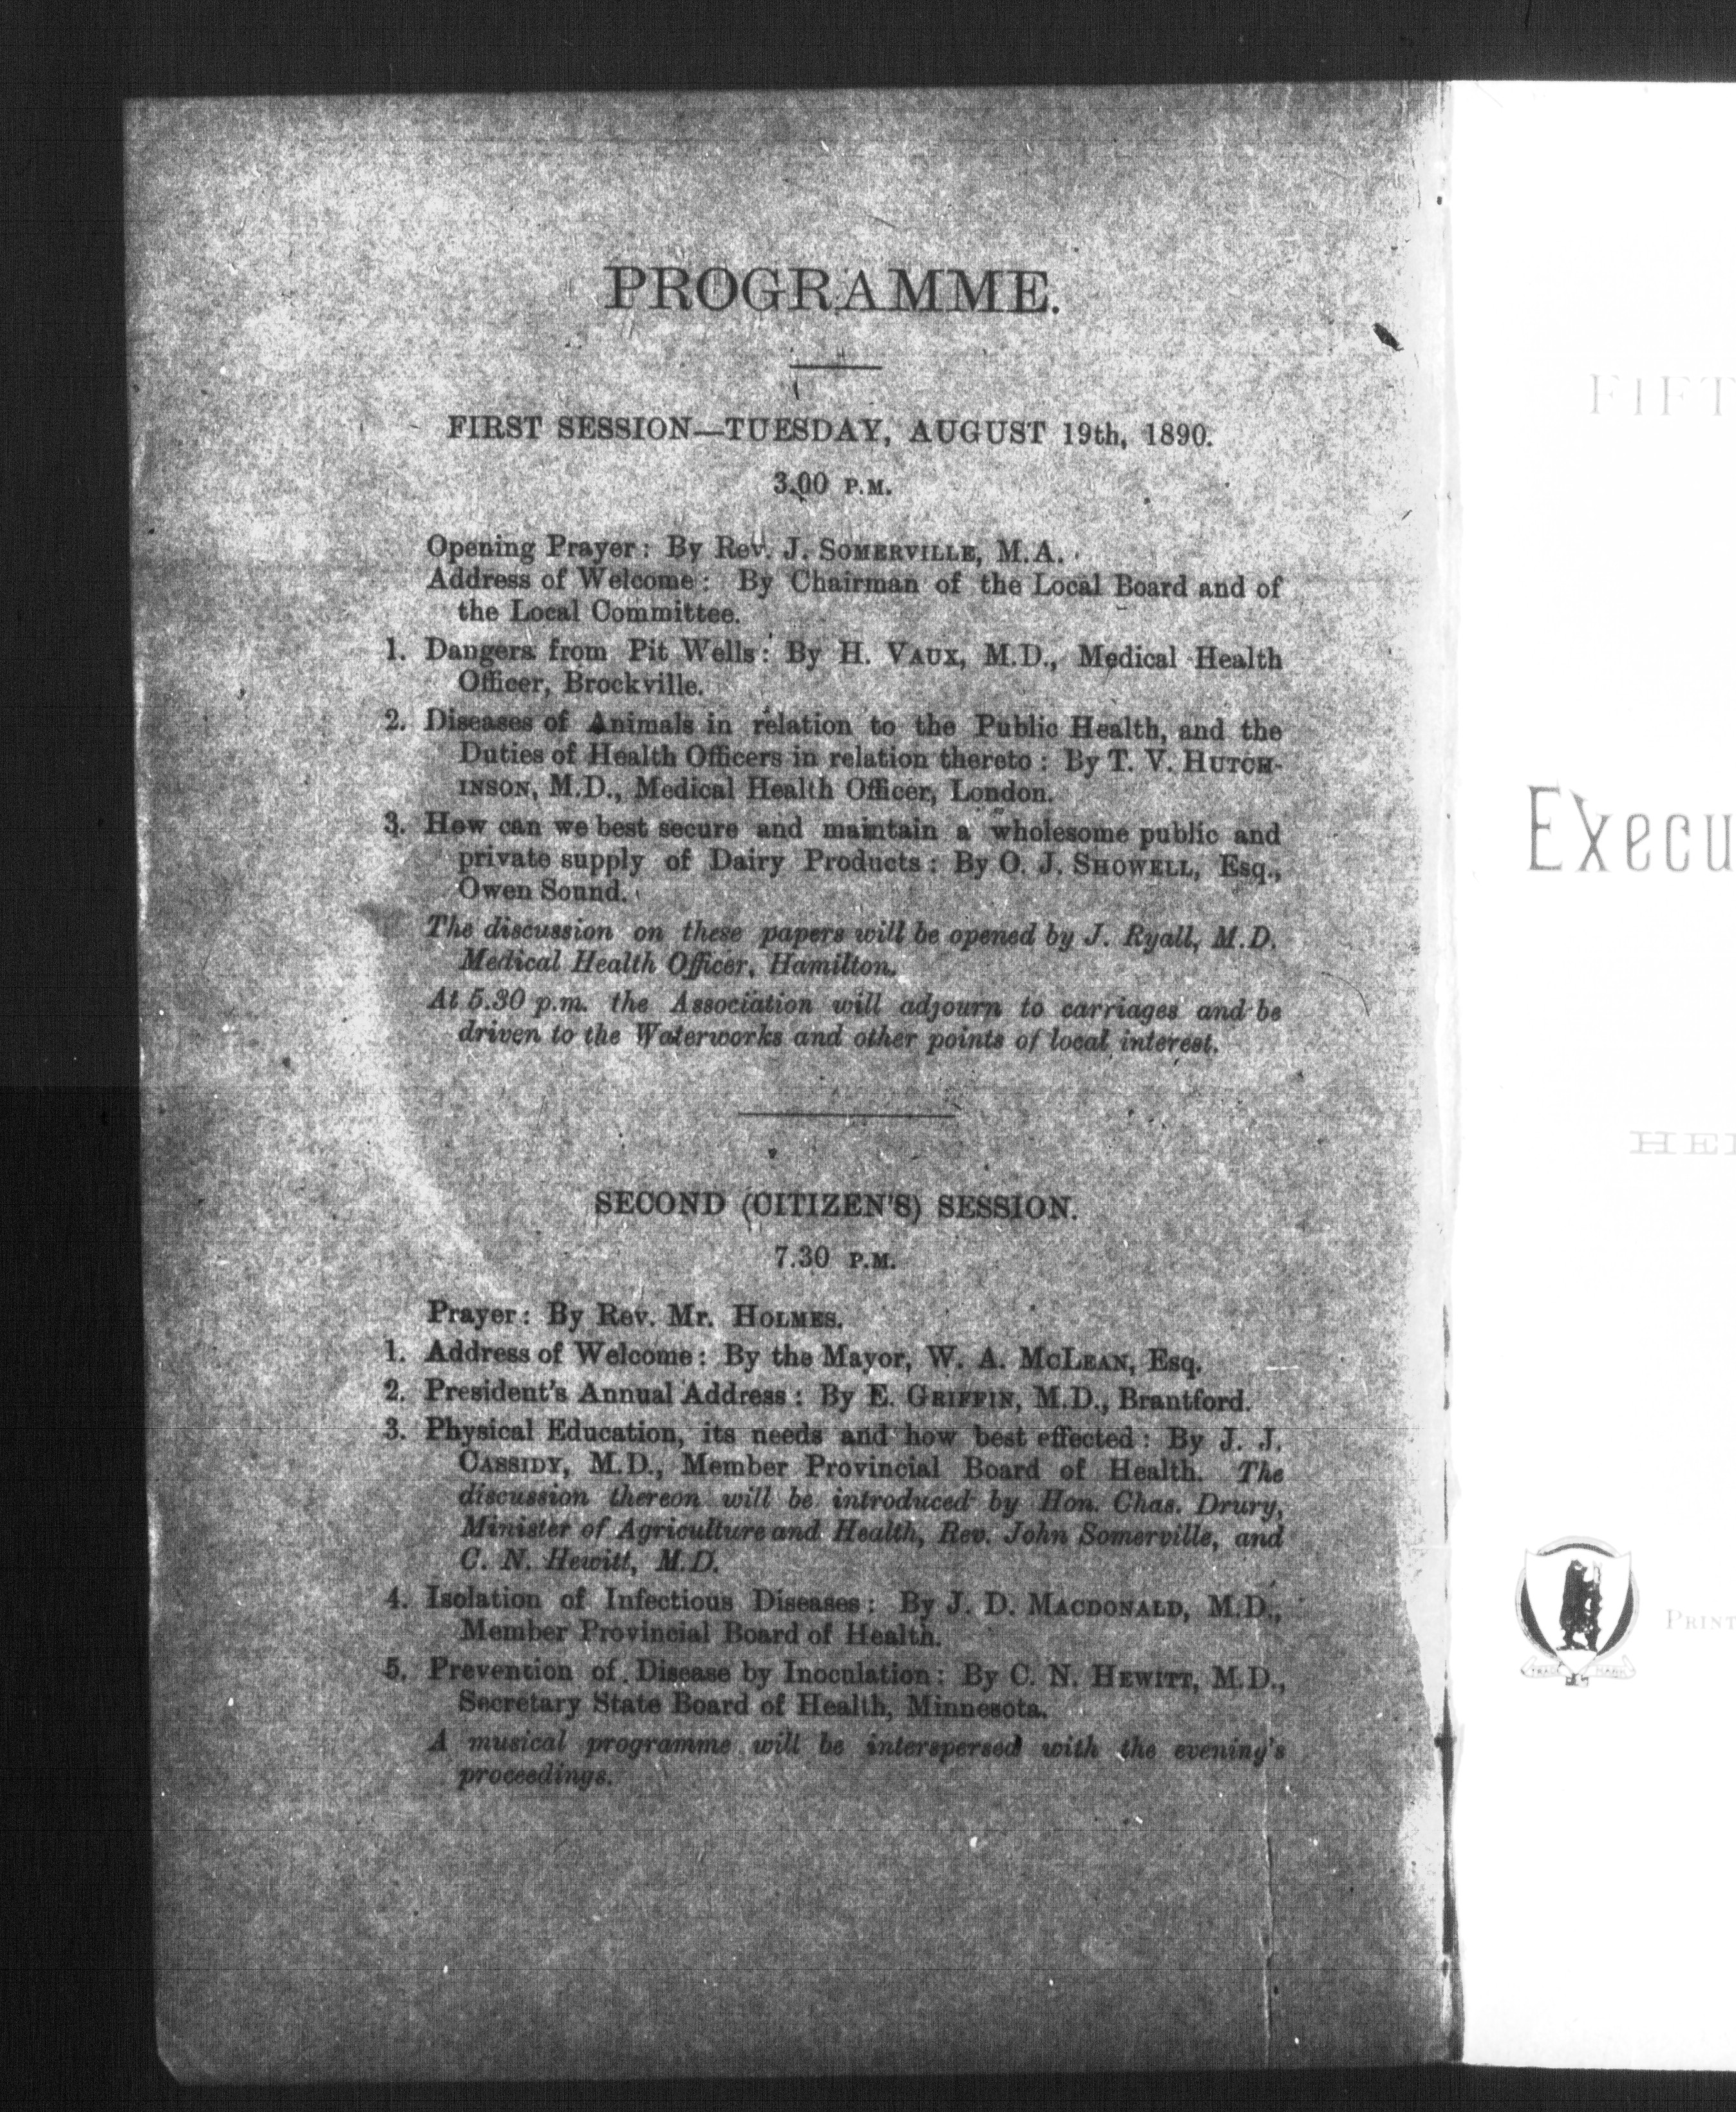 PROGRAMME.
FIRST SESSION—TUESDAY, AUGUST 19th, 1890.
3.00 P.M.
Opening Prayer: By Rev. J. SOMERVILLE, M.A.
Address of Welcome: By Chairman of the Local Board and of
the Local Committee.
1. Dangers from Pit Wells: By H. VAUX, M.D., Medical Health
Officer, Brockville.
2. Diseases of Animals in relation to the Public Health, and the
Duties of Health Officers in relation thereto: By T. V. HUTCH-
INSON, M.D., Medical Health Officer, London.
3. How can we best secure and maintain a wholesome public and
private supply of Dairy Products: By O. J. SHOWELL, Esq.,
Owen Sound.
The discussion on these papers will be opened by J. Ryall, M.D.
Medical Health Officer, Hamilton.
At 5.30 p.m. the Association will adjourn to carriages and be
driven to the Waterworks and other points of local interest.
SECOND (CITIZEN'S) SESSION.
7.30 P.M.
Prayer: By Rev. Mr. HOLMES.
1. Address of Welcome: By the Mayor, W. A. MCLEAN, Esq.
2. President's Annual Address: By E. GRIFFIN, M.D., Brantford.
3. Physical Education, its needs and how best effected: By J. J.
CASSIDY, M.D., Member Provincial Board of Health. The
discussion thereon will be introduced by Hon. Chas. Drury,
Minister of Agriculture and Health, Rev. John Somerville, and
C. N. Hewitt, M.D.
4. Isolation of Infectious Diseases: By J. D. MACDONALD, M.D.,
Member Provincial Board of Health.
5. Prevention of Disease by Inoculation: By C. N. HEWITT, M.D.,
Secretary State Board of Health, Minnesota.
A musical programme will be interspersed with the evening's
proceedings.
FIFT
Execu
HEL
TRADE MARK
PRINT